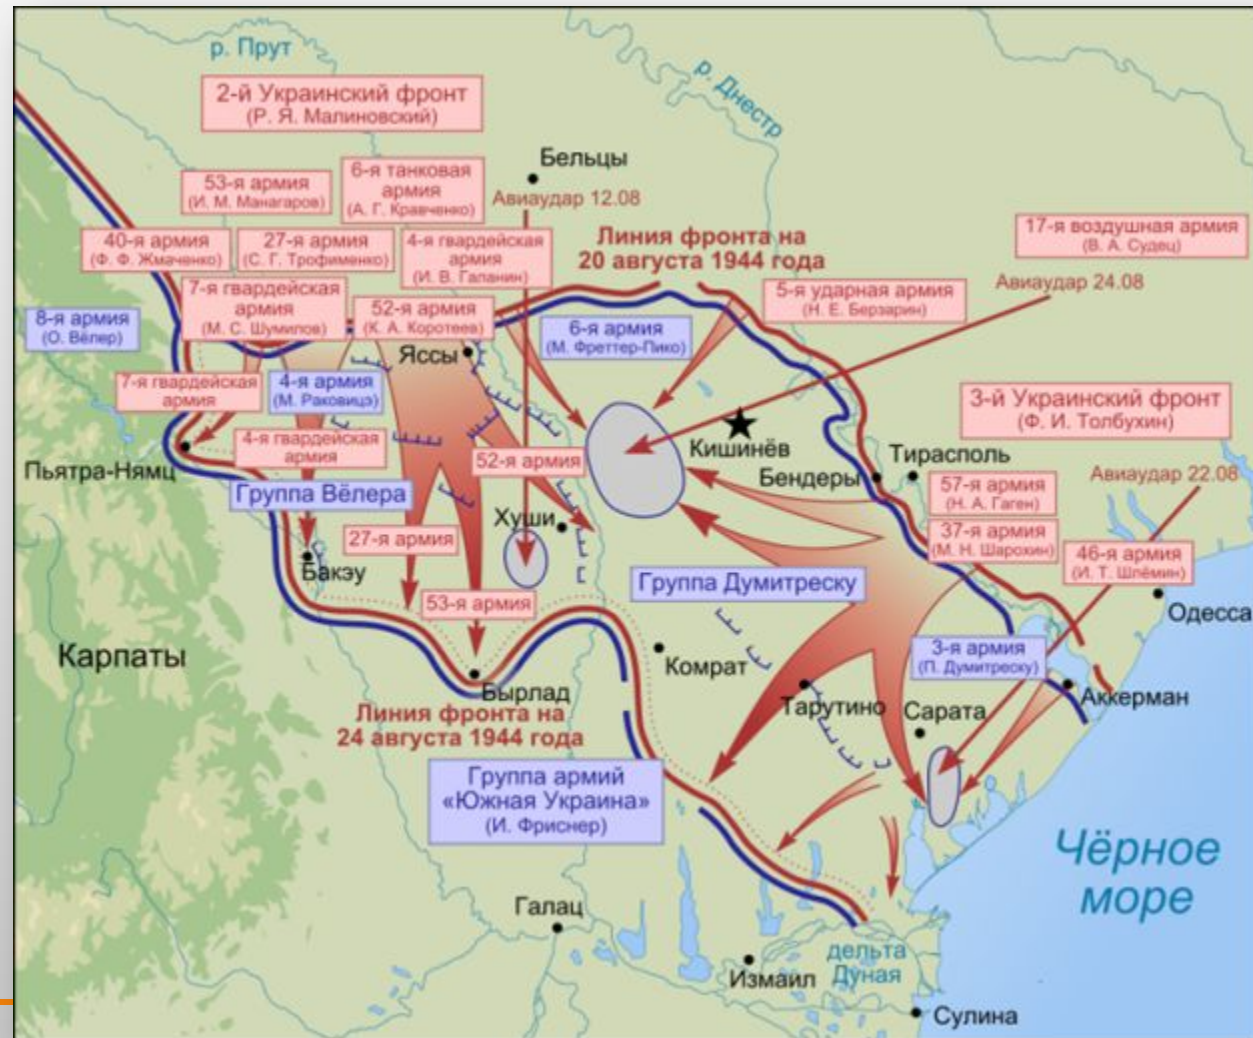 р. Прут
р. Днестр
2-й Украинский фронт
(Р. Я. Малиновский)
Бельцы
6-я танковая
армия
(А. Г. Кравченко)
53-я армия
(И. М. Манагаров)
Авиаудар 12.08
40-я армия
(Ф. Ф. Жмаченко)
27-я армия
(С. Г. Трофименко)
4-я гвардейская
армия
(И. В. Галанин)
Линия фронта на
20 августа 1944 года
17-я воздушная армия
(В. А. Судец)
Авиаудар 24.08
7-я гвардейская
армия
(М. С. Шумилов)
52-я армия
(К. А. Коротеев)
5-я ударная армия
(Н. Е. Берзарин)
8-я армия
(О. Вёлер)
6-я армия
(М. Фреттер-Пико)
Яссы
7-я гвардейская
армия
4-я армия
(М. Раковицэ)
3-й Украинский фронт
(Ф. И. Толбухин)
4-я гвардейская
армия
Кишинёв
Пьятра-Нямц
52-я армия
Бендеры
Тирасполь
Авиаудар 22.08
Группа Вёлера
57-я армия
(Н. А. Гаген)
Хуши
27-я армия
37-я армия
(М. Н. Шарохин)
46-я армия
(И. Т. Шлёмин)
Бакэу
Группа Думитреску
53-я армия
Одесса
Карпаты
Комрат
3-я армия
(П. Думитреску)
Бырлад
Тарутино
Сарата
Аккерман
Линия фронта на
24 августа 1944 года
Группа армий
«Южная Украина»
(И. Фриснер)
Чёрное
море
Галац
Измаил
дельта
Дуная
Сулина